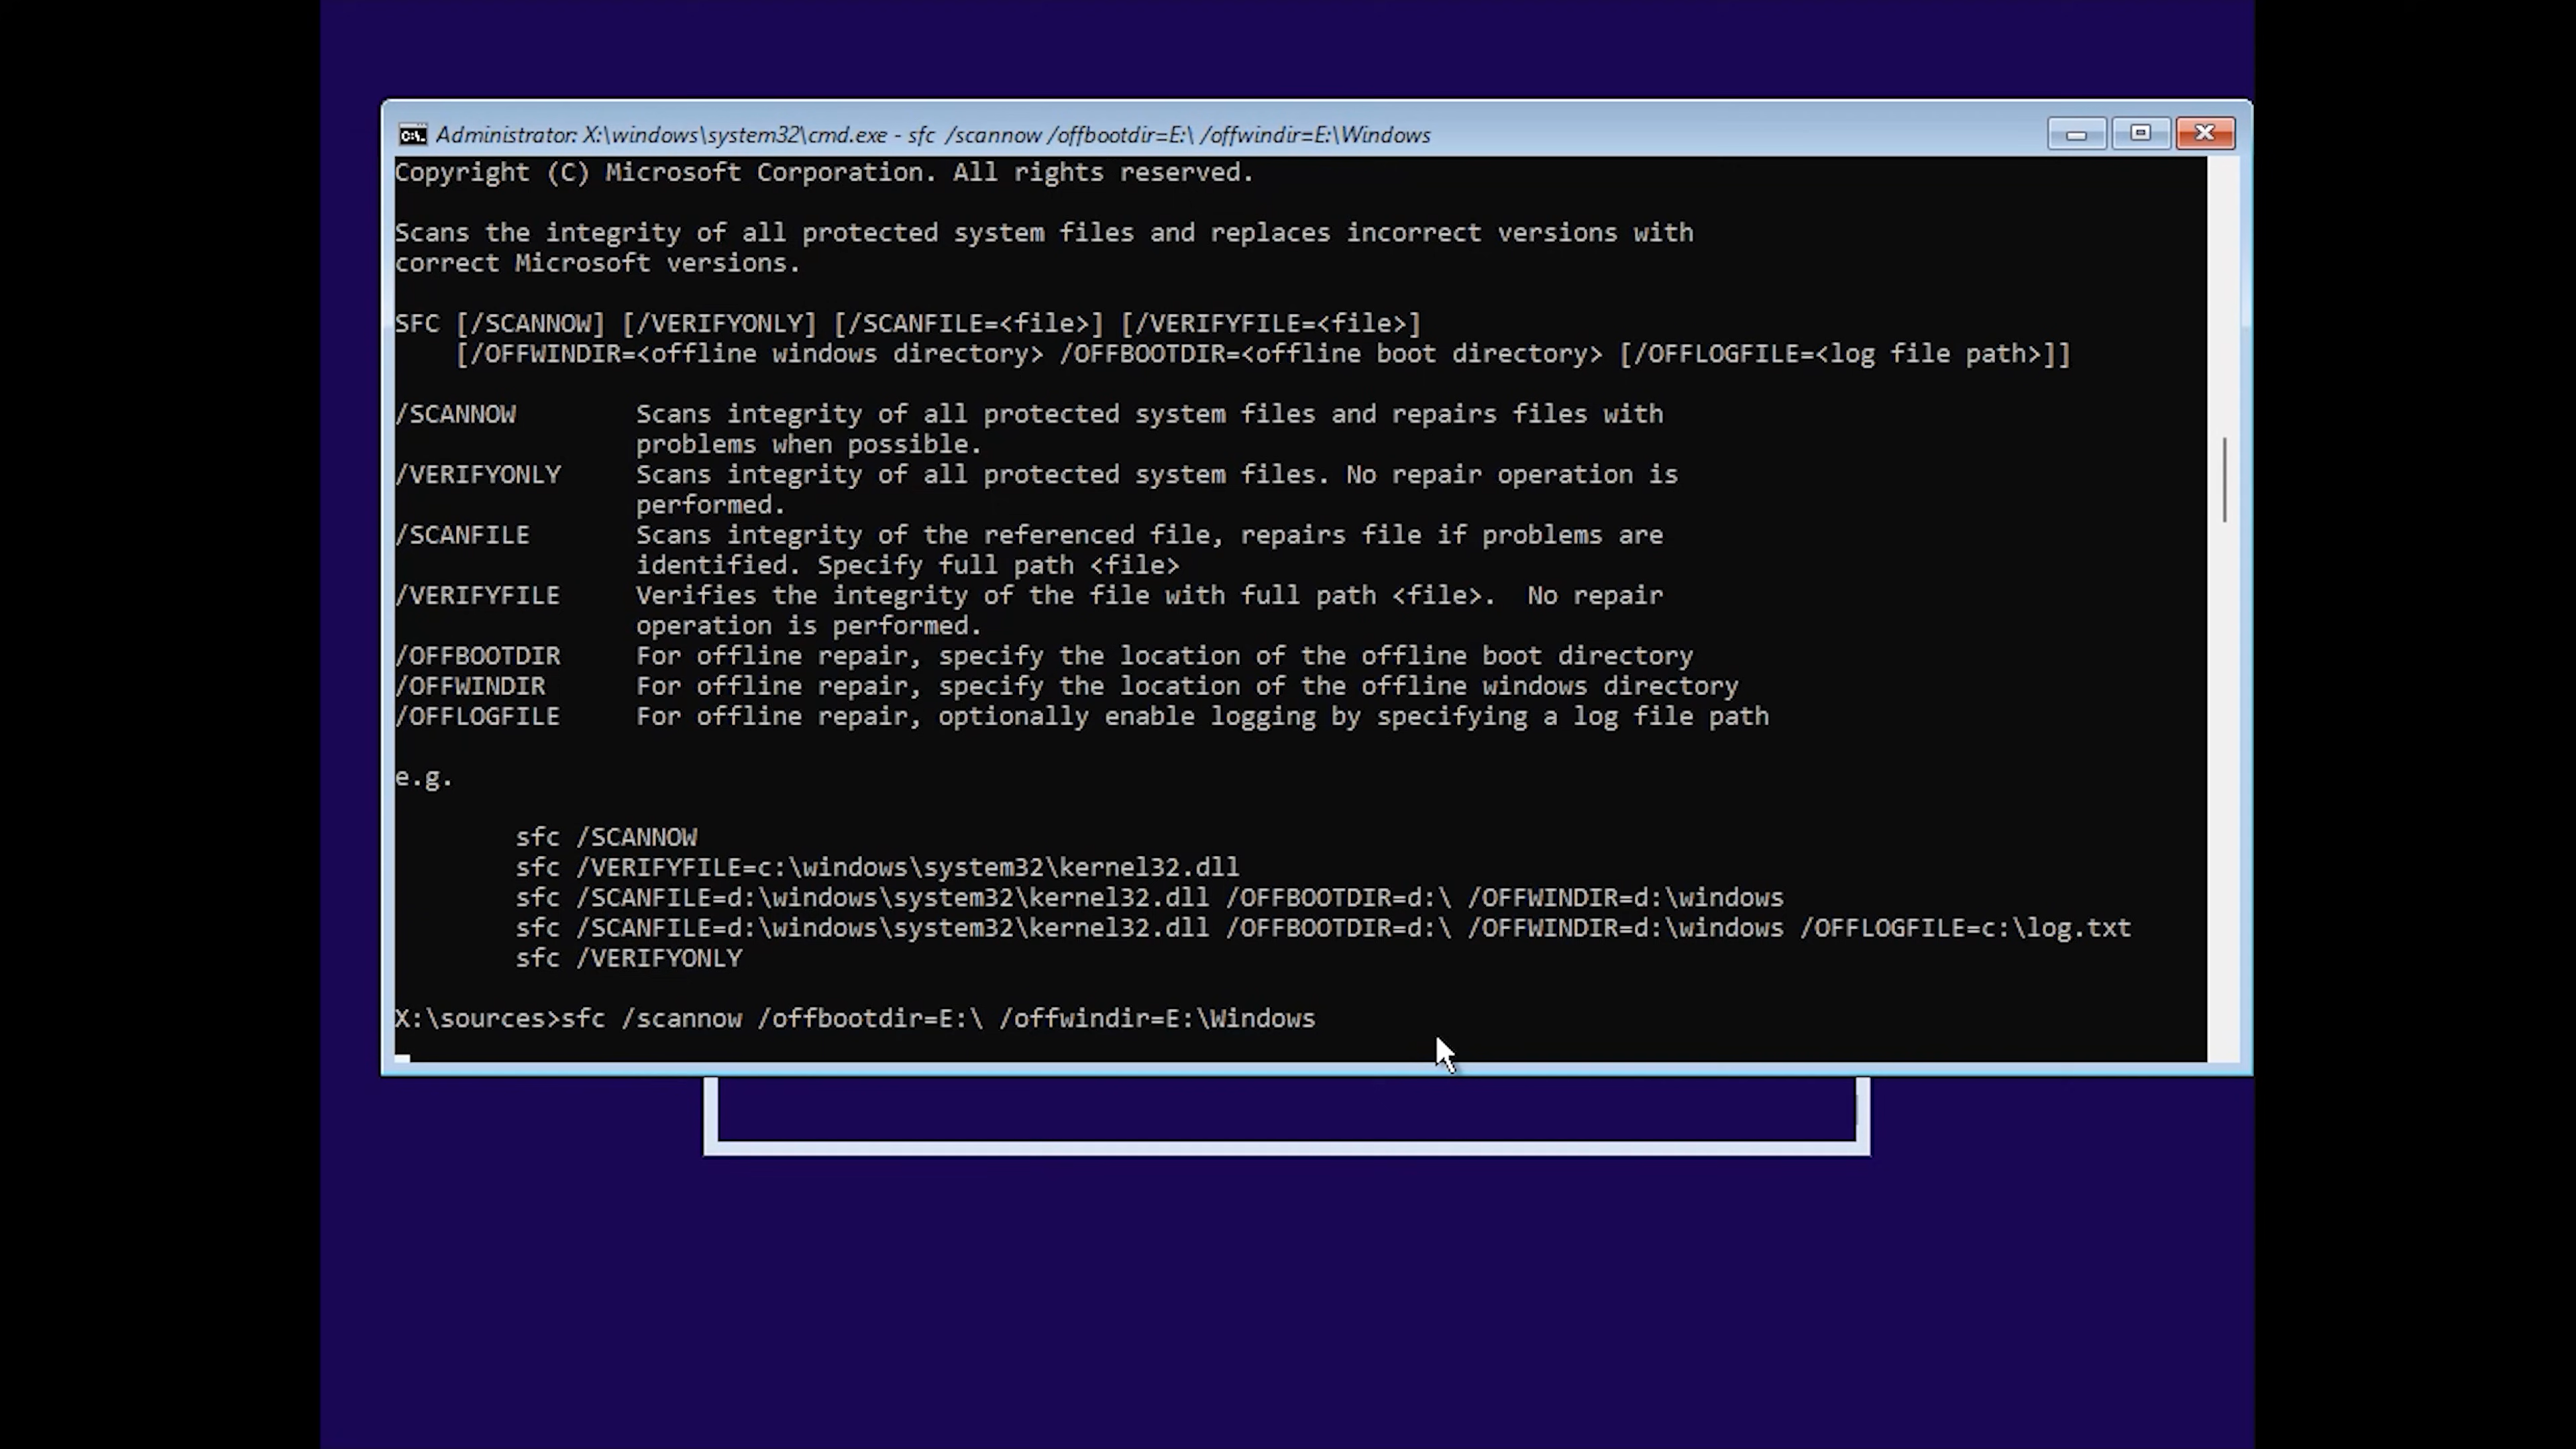 Administrator: X:\windows\system32\cmd.exe - sfc /scannow /offbootdir=E:\ /offwindir=E:\Windows
Copyright (C) Microsoft Corporation. All rights reserved.
Scans the integrity of all protected system files and replaces incorrect versions with
correct Microsoft versions.
SFC [/SCANNOW] [/VERIFYONLY] [/SCANFILE=<file>] [/VERIFYFILE=<file>]
[/OFFWINDIR=<offline windows directory> /OFFBOOTDIR=<offline boot directory> [/OFFLOGFILE=<log file path>]]
/SCANNOW Scans integrity of all protected system files and repairs files with
problems when possible.
/VERIFYONLY Scans integrity of all protected system files. No repair operation is
performed.
/SCANFILE Scans integrity of the referenced file, repairs file if problems are
identified. Specify full path <file>
/VERIFYFILE Verifies the integrity of the file with full path <file>.  No repair
operation is performed.
/OFFBOOTDIR For offline repair, specify the location of the offline boot directory
/OFFWINDIR For offline repair, specify the location of the offline windows directory
/OFFLOGFILE For offline repair, optionally enable logging by specifying a log file path
e.g.
sfc /SCANNOW
sfc /VERIFYFILE=c:\windows\system32\kernel32.dll
sfc /SCANFILE=d:\windows\system32\kernel32.dll /OFFBOOTDIR=d:\ /OFFWINDIR=d:\windows
sfc /SCANFILE=d:\windows\system32\kernel32.dll /OFFBOOTDIR=d:\ /OFFWINDIR=d:\windows /OFFLOGFILE=c:\log.txt
sfc /VERIFYONLY
X:\sources>sfc /scannow /offbootdir=E:\ /offwindir=E:\Windows